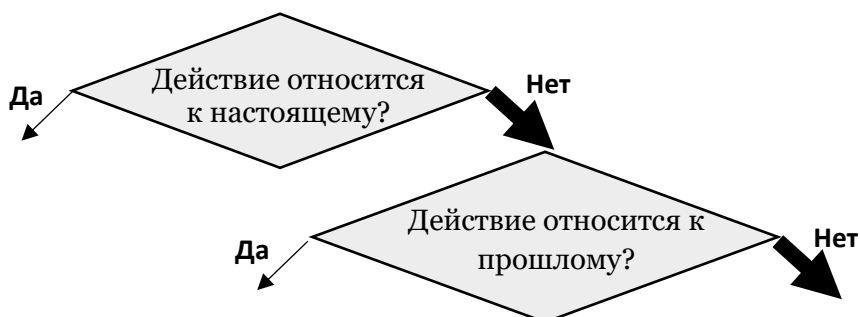 Действие относится
к настоящему?
Да
Нет
Действие относится к
прошлому?
Да
Нет